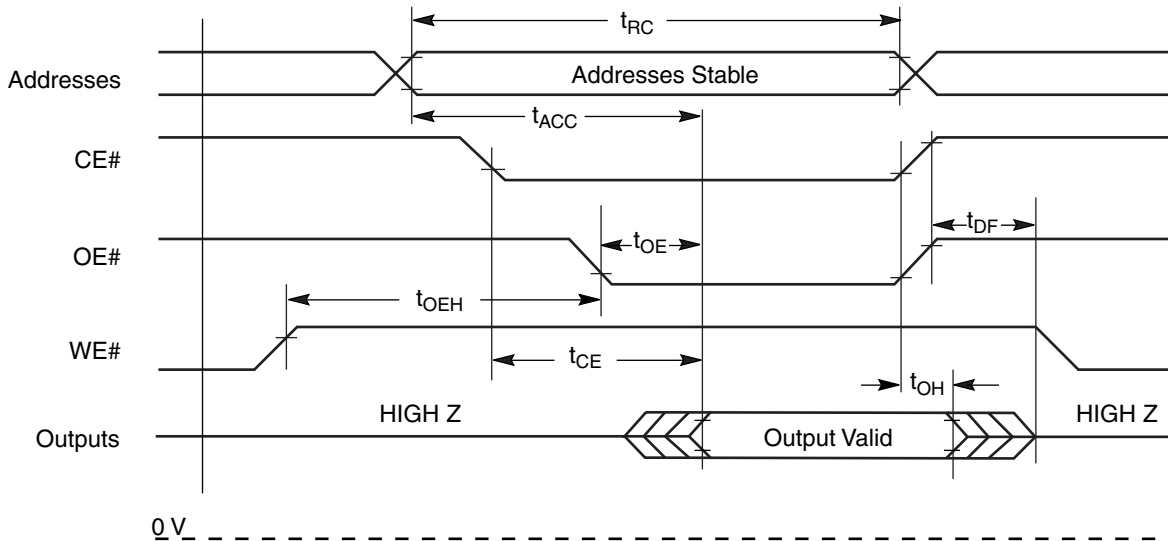 tRC
Addresses
Addresses Stable
tACC
CE#
tDF
OE#
tOE
tOEH
WE#
tCE
tOH
HIGH Z
HIGH Z
Outputs
Output Valid
0 V